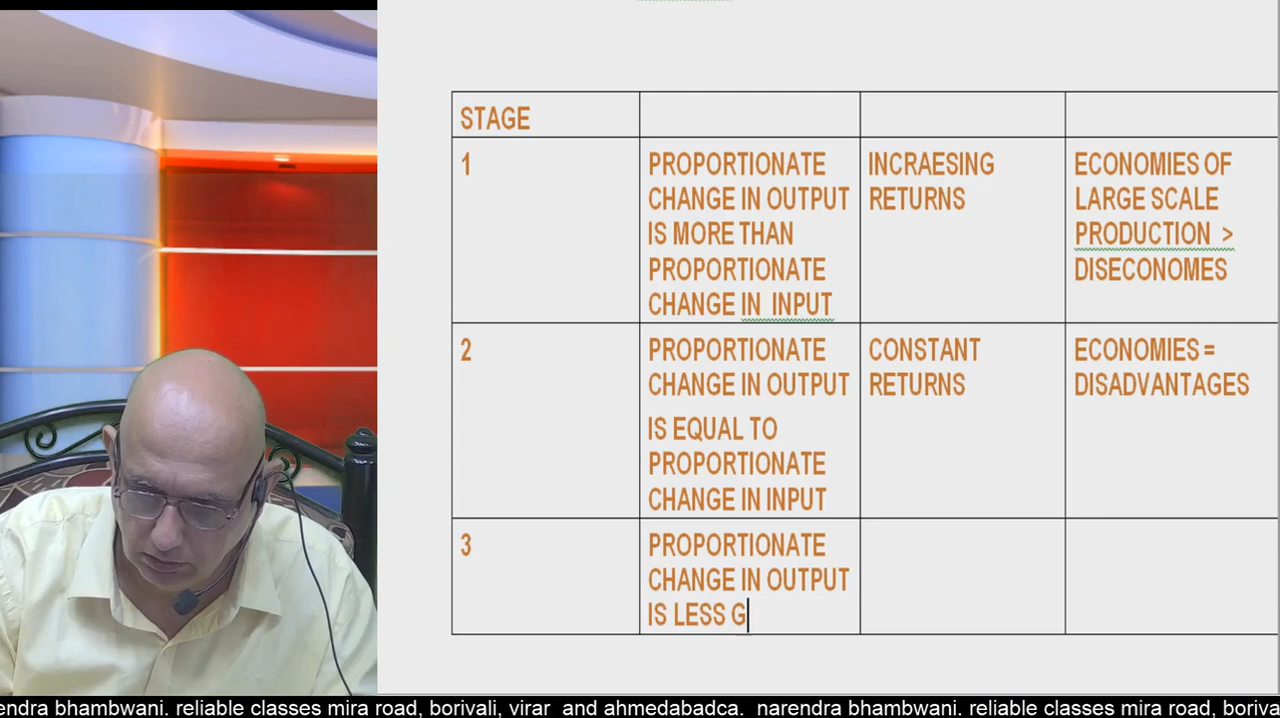 STAGE
1
PROPORTIONATE
CHANGE IN OUTPUT
IS MORE THAN
PROPORTIONATE
CHANGE IN INPUT
INCRAESING
RETURNS
ECONOMIES OF
LARGE SCALE
PRODUCTION >
DISECONOMES
2
PROPORTIONATE
CHANGE IN OUTPUT
IS EQUAL TO
PROPORTIONATE
CHANGE IN INPUT
CONSTANT
RETURNS
ECONOMIES =
DISADVANTAGES
3
PROPORTIONATE
CHANGE IN OUTPUT
IS LESS G
endra bhambwani. reliable classes mira road, borivali, virar and ahmedabadca. narendra bhambwani. reliable classes mira road, boriva